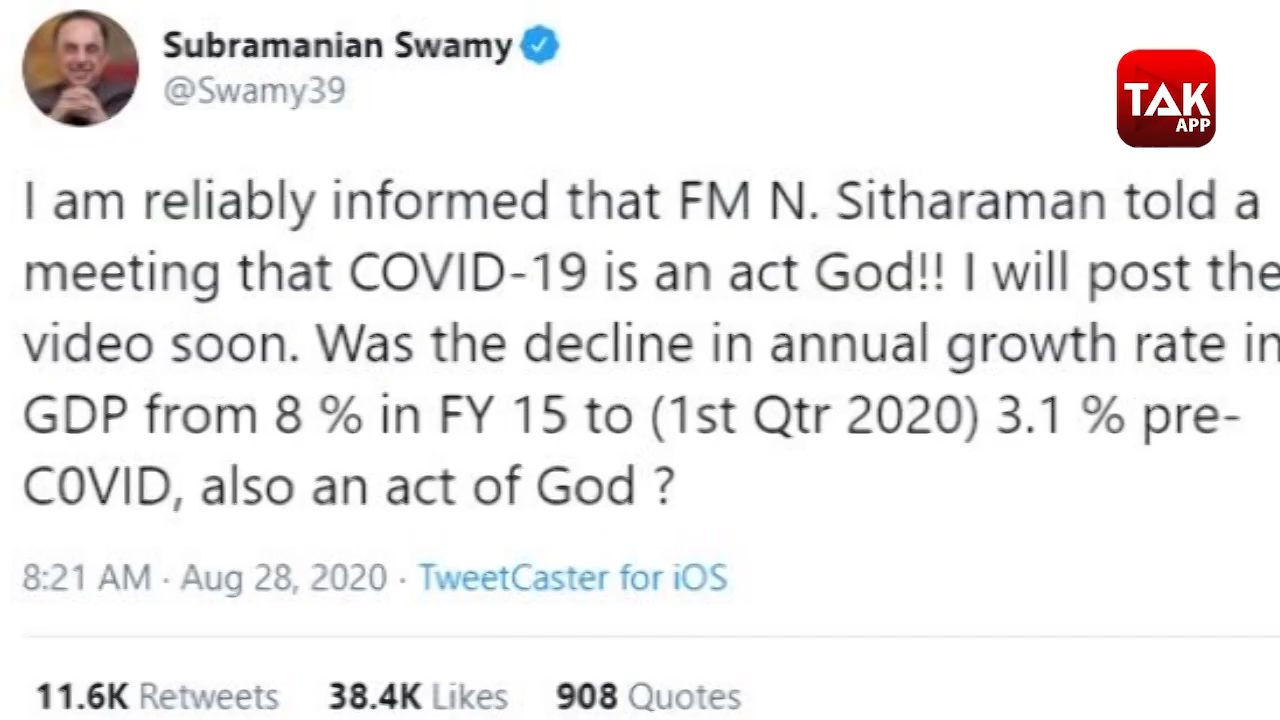 Subramanian Swamy
@Swamy39
TAK
APP
I am reliably informed that FM N. Sitharaman told a
meeting that COVID-19 is an act God!! I will post the
video soon. Was the decline in annual growth rate in
GDP from 8 % in FY 15 to (1st Qtr 2020) 3.1 % pre-
C0VID, also an act of God ?
8:21 AM · Aug 28, 2020 · TweetCaster for iOS
11.6K Retweets 38.4K Likes 908 Quotes